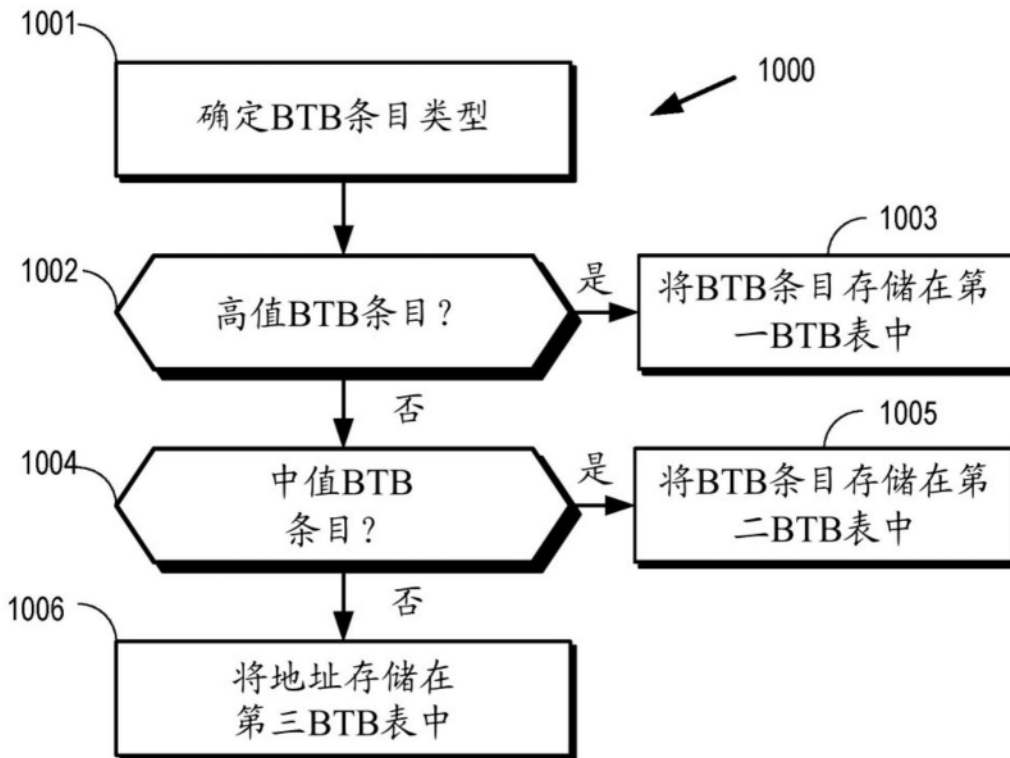 1001
1000
确定BTB条目类型
1002
高值BTB条目?
是
1003
将BTB条目存储在第
一BTB表中
否
1004
中值BTB
条目?
是
1005
将BTB条目存储在第
二BTB表中
否
1006
将地址存储在
第三BTB表中